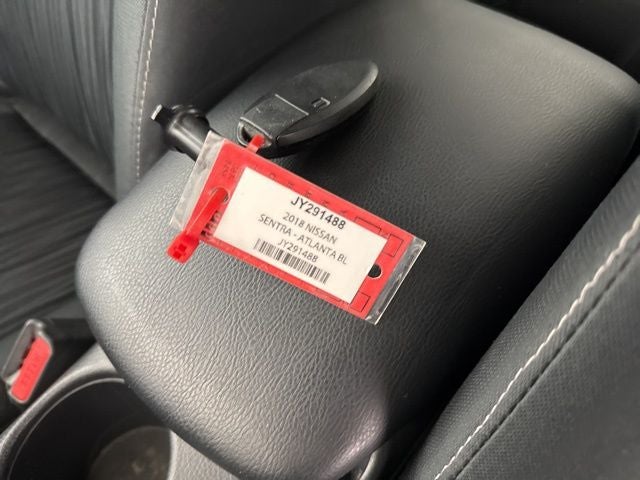 JY291488
2018 NISSAN
SENTRA - ATLANTA BL
JY291488